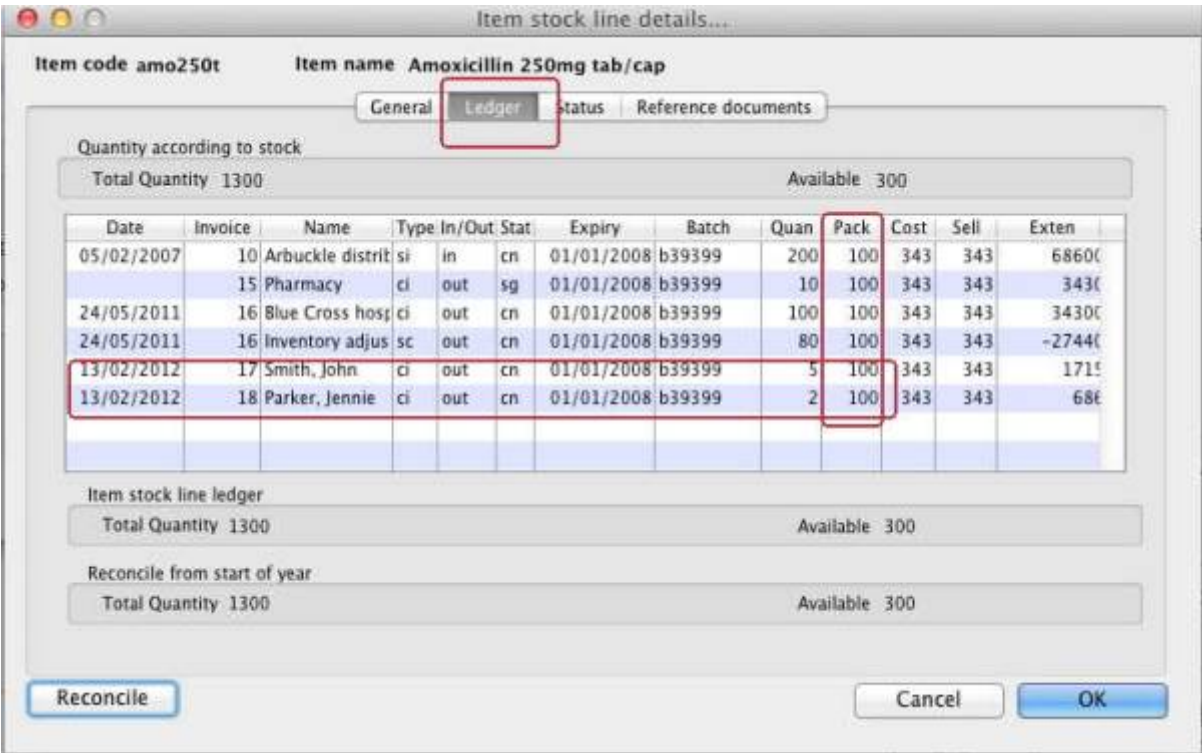 Item stock line details...
Item code amo250t Item name Amoxicillin 250mg tab/cap
General Ledger Status Reference documents
Quantity according to stock
Total Quantity 1300 Available 300
Date Invoice Name Type In/Out Stat Expiry Batch Quan Pack Cost Sell Exten
05/02/2007 10 Arbuckle distrit si in cn 01/01/2008 b39399 200 100 343 343 68600
15 Pharmacy ci out sg 01/01/2008 b39399 10 100 343 343 3430
24/05/2011 16 Blue Cross hosp ci out cn 01/01/2008 b39399 100 100 343 343 34300
24/05/2011 16 Inventory adjus sc out cn 01/01/2008 b39399 80 100 343 343 -27440
13/02/2012 17 Smith, John ci out cn 01/01/2008 b39399 5 100 343 343 1715
13/02/2012 18 Parker, Jennie ci out cn 01/01/2008 b39399 2 100 343 343 686
Item stock line ledger
Total Quantity 1300 Available 300
Reconcile from start of year
Total Quantity 1300 Available 300
Reconcile Cancel OK